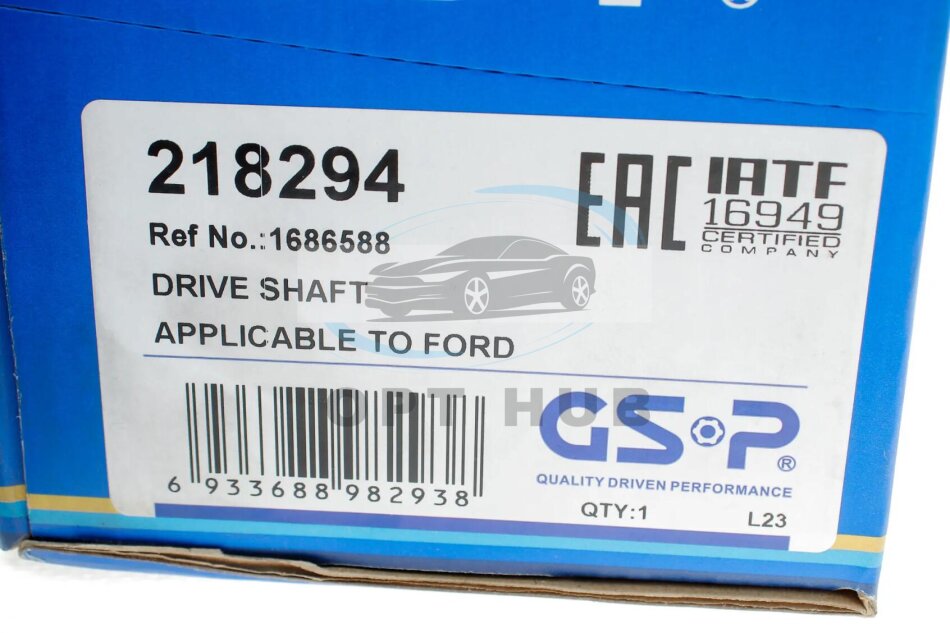 218294
Ref No.:1686588
DRIVE SHAFT
APPLICABLE TO FORD
EAC
IATF
16949
CERTIFIED
COMPANY
OPT HUB
6 933688 982938
GSP®
QUALITY DRIVEN PERFORMANCE
QTY:1
L23